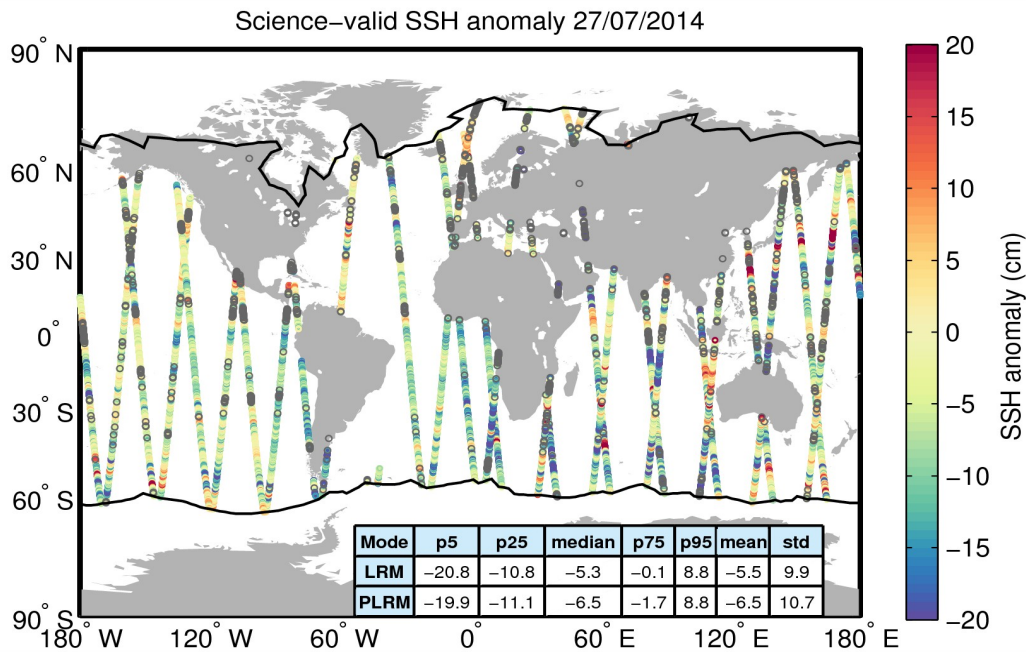 Science−valid SSH anomaly 27/07/2014
90° N
60° N
30° N
0°
30° S
60° S
90° S
180° W
120° W
60° W
0°
60° E
120° E
180° E
Mode p5 p25 median p75 p95 mean std
LRM −20.8 −10.8 −5.3 −0.1 8.8 −5.5 9.9
PLRM −19.9 −11.1 −6.5 −1.7 8.8 −6.5 10.7
20
15
10
5
0
−5
−10
−15
−20
SSH anomaly (cm)